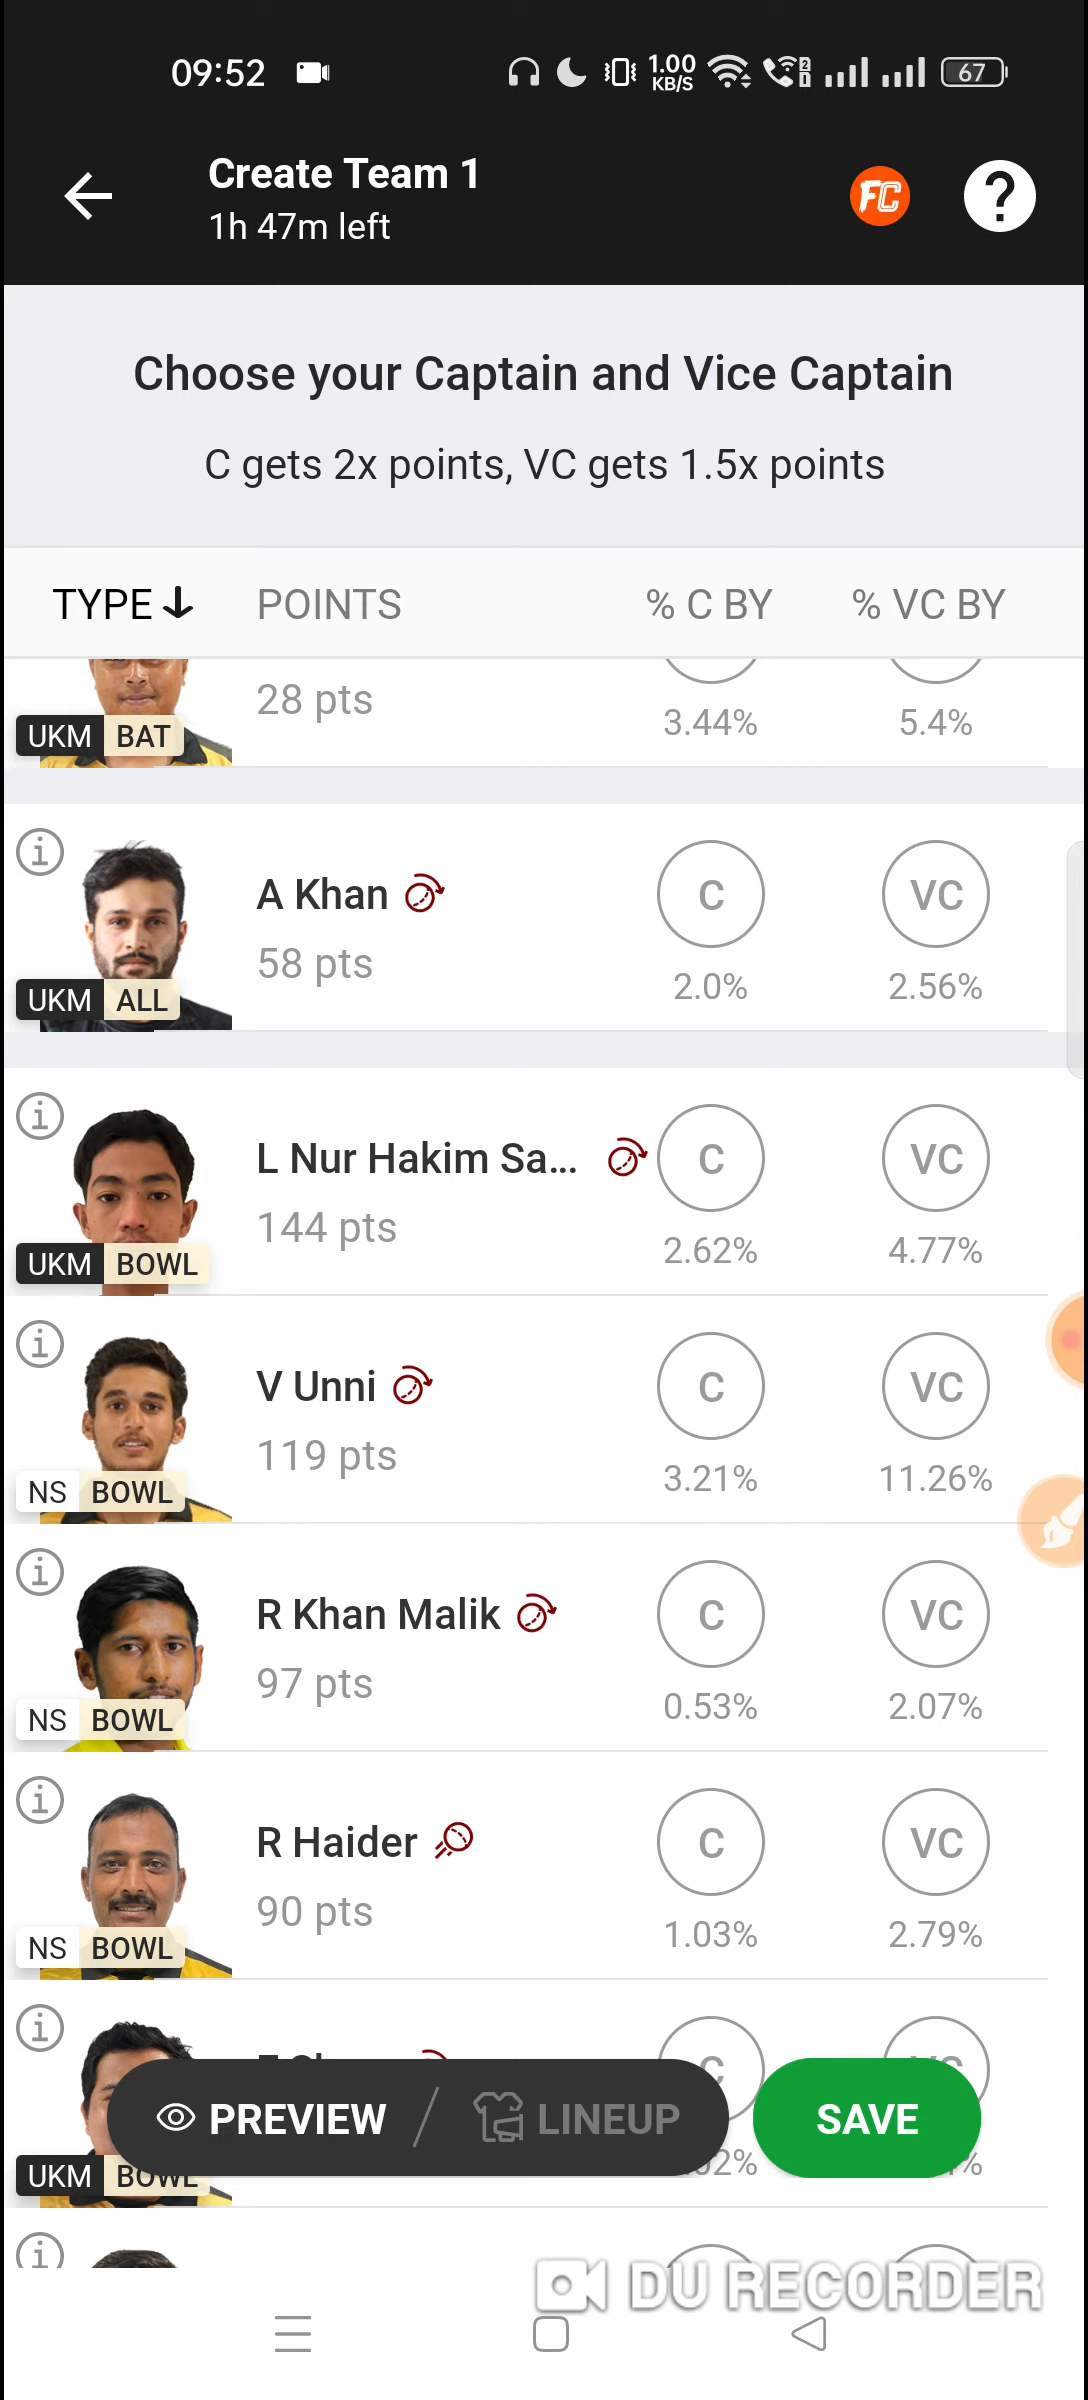 09:52
1.00 KB/S
67
Create Team 1
1h 47m left
FC
?
Choose your Captain and Vice Captain
C gets 2x points, VC gets 1.5x points
TYPE POINTS % C BY % VC BY
28 pts
3.44% 5.4%
UKM BAT
A Khan C VC
58 pts
2.0% 2.56%
UKM ALL
L Nur Hakim Sa... C VC
144 pts
2.62% 4.77%
UKM BOWL
V Unni C VC
119 pts
3.21% 11.26%
NS BOWL
R Khan Malik C VC
97 pts
0.53% 2.07%
NS BOWL
R Haider C VC
90 pts
1.03% 2.79%
NS BOWL
C VC
PREVIEW LINEUP SAVE
UKM BOWL
DU RECORDER